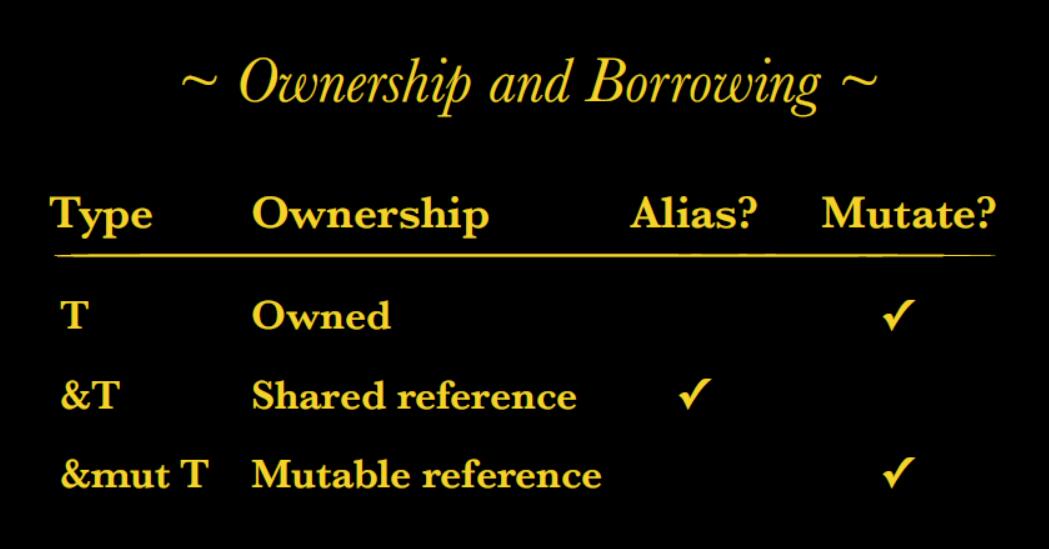 ~ Ownership and Borrowing ~
Type Ownership Alias? Mutate?
T Owned ✓
&T Shared reference ✓
&mut T Mutable reference ✓